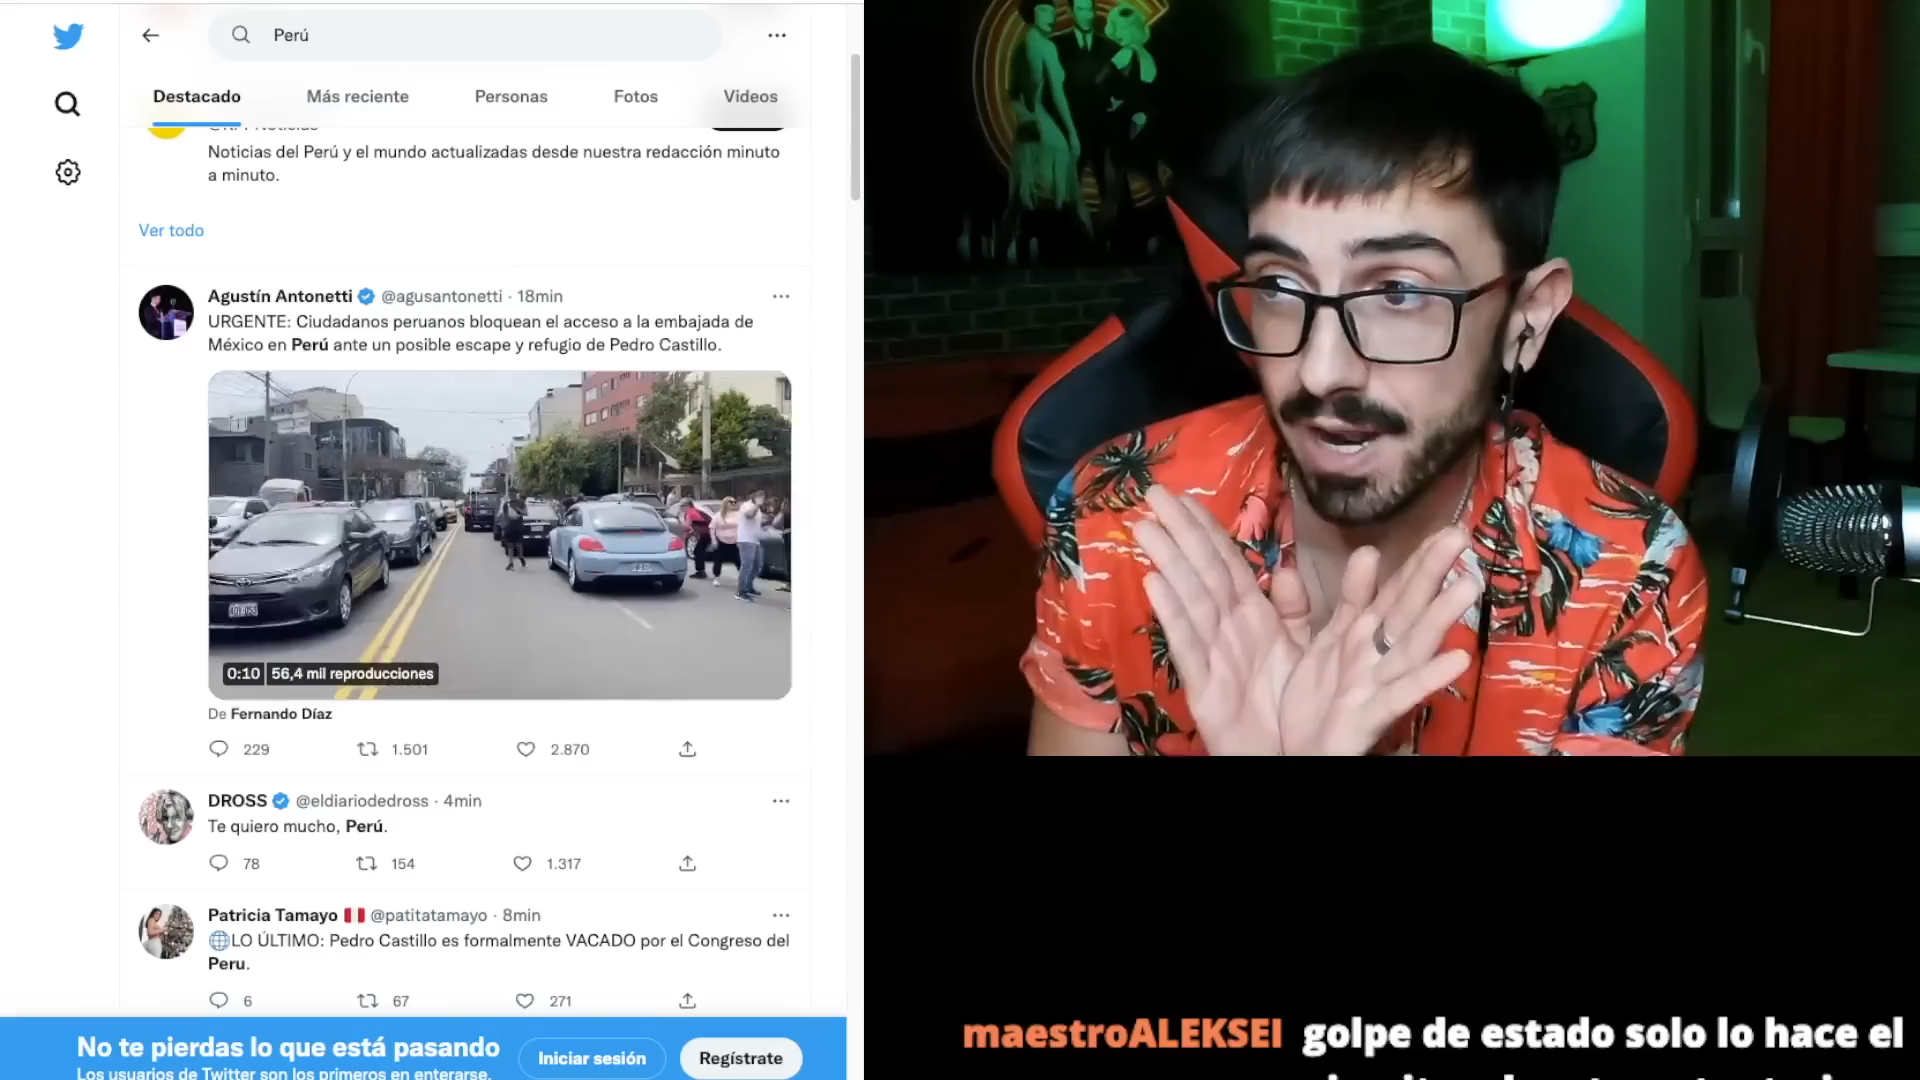 Perú
Destacado
Más reciente
Personas
Fotos
Videos
Noticias del Perú y el mundo actualizadas desde nuestra redacción minuto
a minuto.
Ver todo
Agustín Antonetti @agusantonetti · 18min
URGENTE: Ciudadanos peruanos bloquean el acceso a la embajada de
México en Perú ante un posible escape y refugio de Pedro Castillo.
0:10 56,4 mil reproducciones
De Fernando Díaz
229 1.501 2.870
DROSS @eldiariodedross · 4min
Te quiero mucho, Perú.
78 154 1.317
Patricia Tamayo @patitatamayo · 8min
LO ÚLTIMO: Pedro Castillo es formalmente VACADO por el Congreso del
Peru.
6 67 271
No te pierdas lo que está pasando
Los usuarios de Twitter son los primeros en enterarse.
Iniciar sesión
Regístrate
maestroALEKSEI golpe de estado solo lo hace el